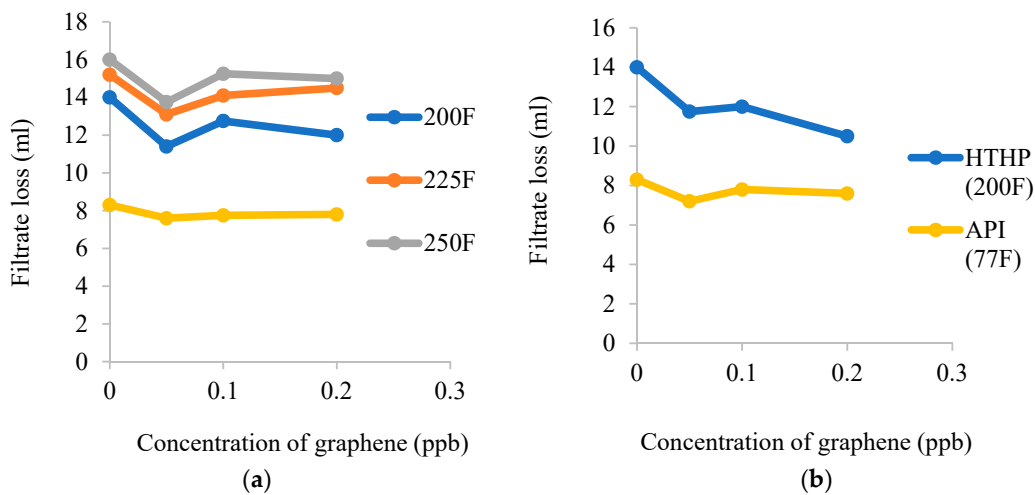 18
16
14
12
10
8
6
4
2
0
0
0.1
0.2
0.3
Filtrate loss (ml)
Concentration of graphene (ppb)
200F
225F
250F
(a)
16
14
12
10
8
6
4
2
0
0
0.1
0.2
0.3
Filtrate loss (ml)
Concentration of graphene (ppb)
HTHP
(200F)
API
(77F)
(b)